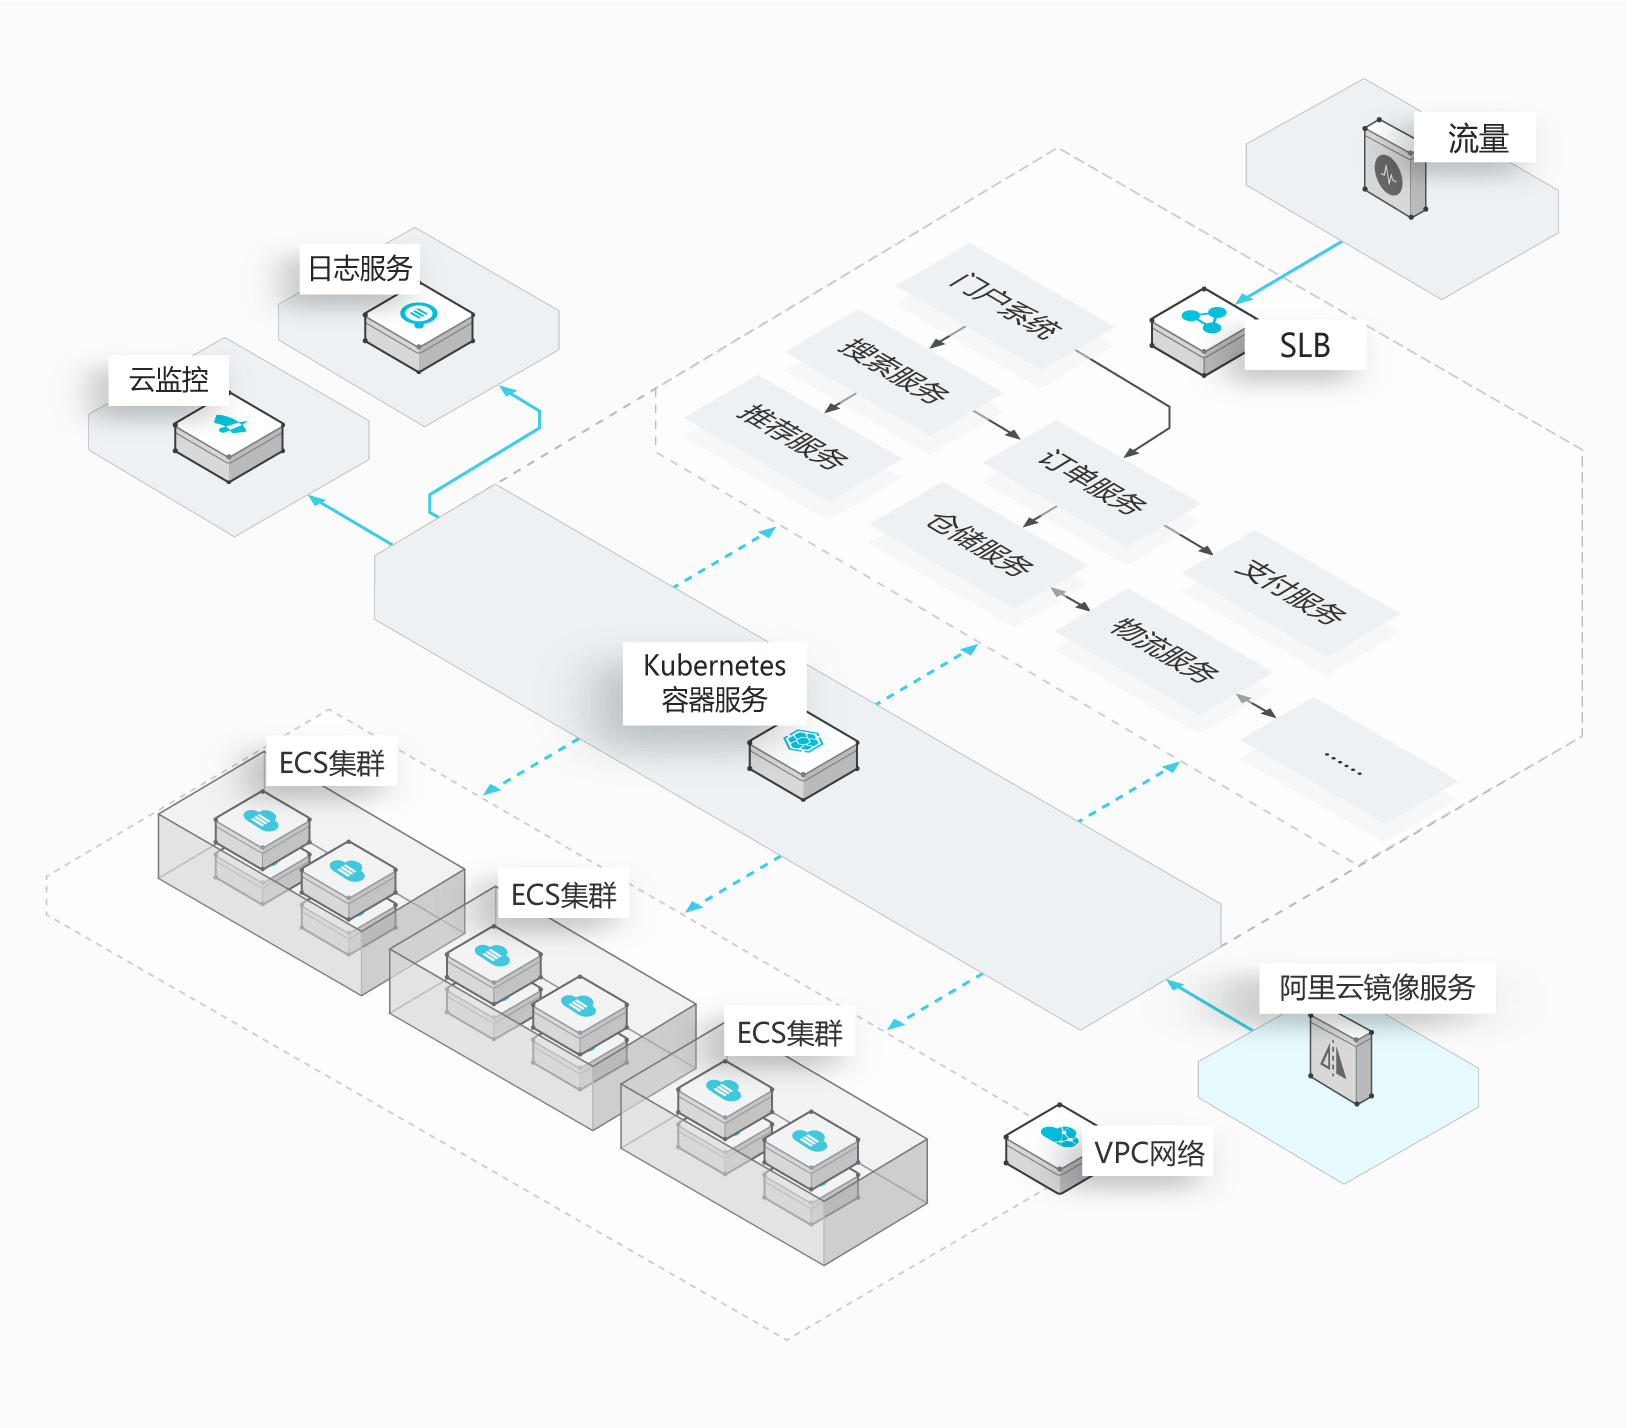 流量
日志服务
门户系统
SLB
搜索服务
云监控
推荐服务
订单服务
仓储服务
支付服务
物流服务
Kubernetes
容器服务
......
ECS集群
ECS集群
阿里云镜像服务
ECS集群
VPC网络